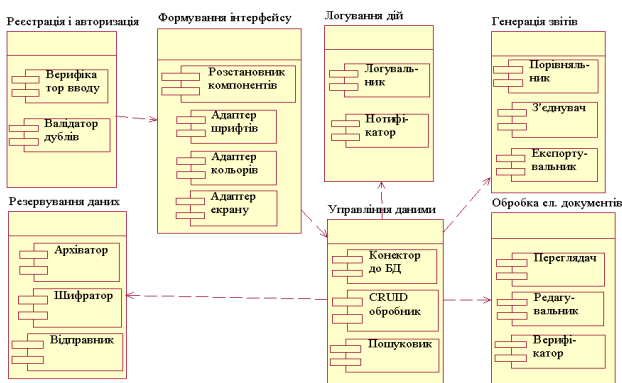 Реєстрація і авторизація
Верифіка
тор вводу
Валідатор
дублів
Формування інтерфейсу
Розстановник
компонентів
Адаптер
шрифтів
Адаптер
кольорів
Адаптер
екрану
Логування дій
Логуваль-
ник
Нотифі-
катор
Генерація звітів
Порівняль-
ник
З'єднувач
Експорту-
вальник
Резервування даних
Архіватор
Шифратор
Відправник
Управління даними
Конектор
до БД
CRUID
обробник
Пошуковик
Обробка ел. документів
Переглядач
Редагу-
вальник
Верифі-
катор